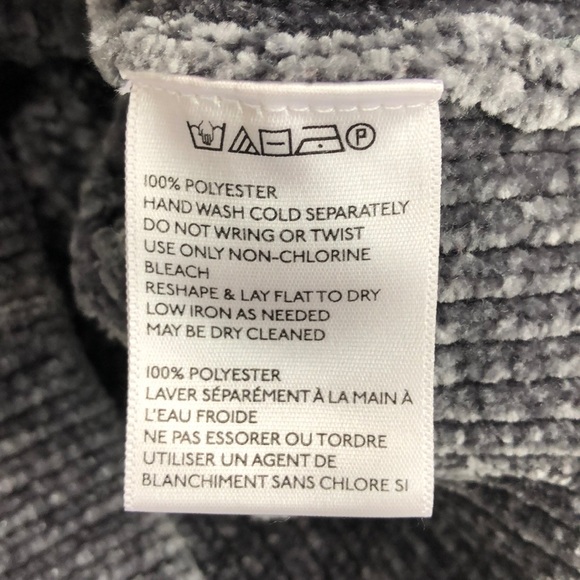 P
100% POLYESTER
HAND WASH COLD SEPARATELY
DO NOT WRING OR TWIST
USE ONLY NON-CHLORINE
BLEACH
RESHAPE & LAY FLAT TO DRY
LOW IRON AS NEEDED
MAY BE DRY CLEANED
100% POLYESTER
LAVER SÉPARÉMENT À LA MAIN À
L'EAU FROIDE
NE PAS ESSORER OU TORDRE
UTILISER UN AGENT DE
BLANCHIMENT SANS CHLORE SI